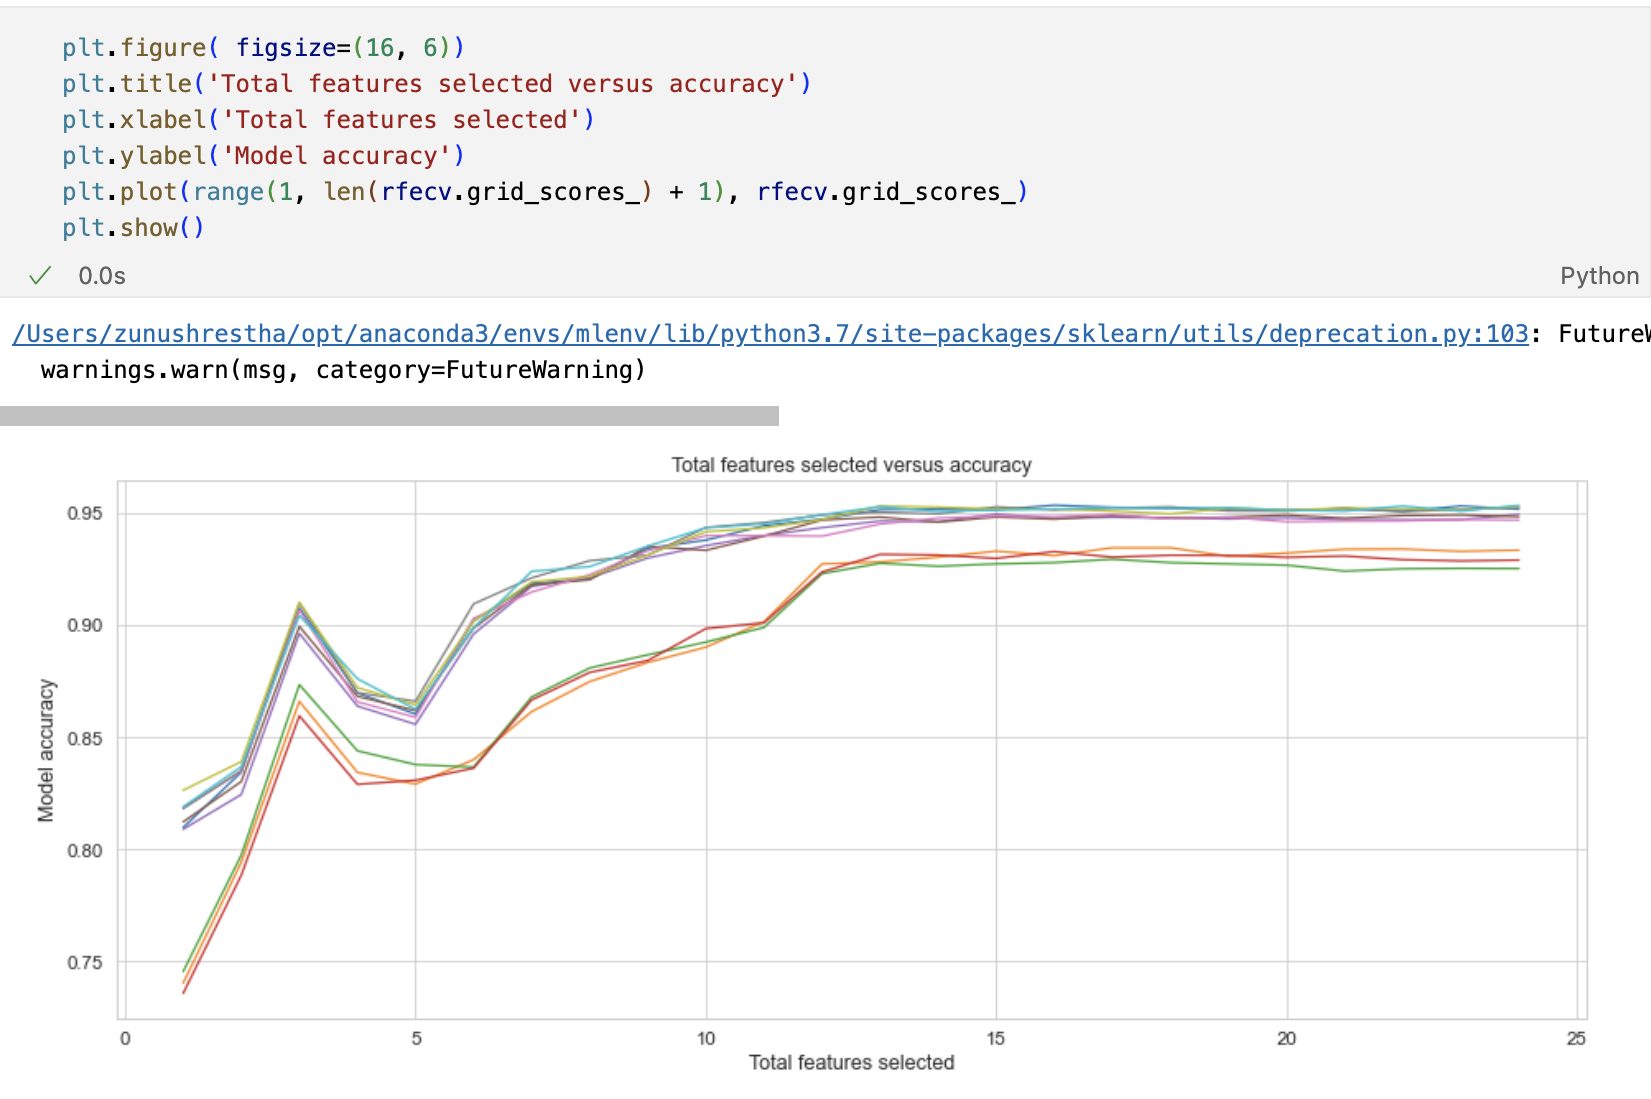 plt.figure( figsize=(16, 6))
plt.title('Total features selected versus accuracy')
plt.xlabel('Total features selected')
plt.ylabel('Model accuracy')
plt.plot(range(1, len(rfecv.grid_scores_) + 1), rfecv.grid_scores_)
plt.show()
0.0s
Python
/Users/zunushrestha/opt/anaconda3/envs/mlenv/lib/python3.7/site-packages/sklearn/utils/deprecation.py:103: FutureW
warnings.warn(msg, category=FutureWarning)
Total features selected versus accuracy
0.95
0.90
0.85
0.80
0.75
Model accuracy
0 5 10 15 20 25
Total features selected